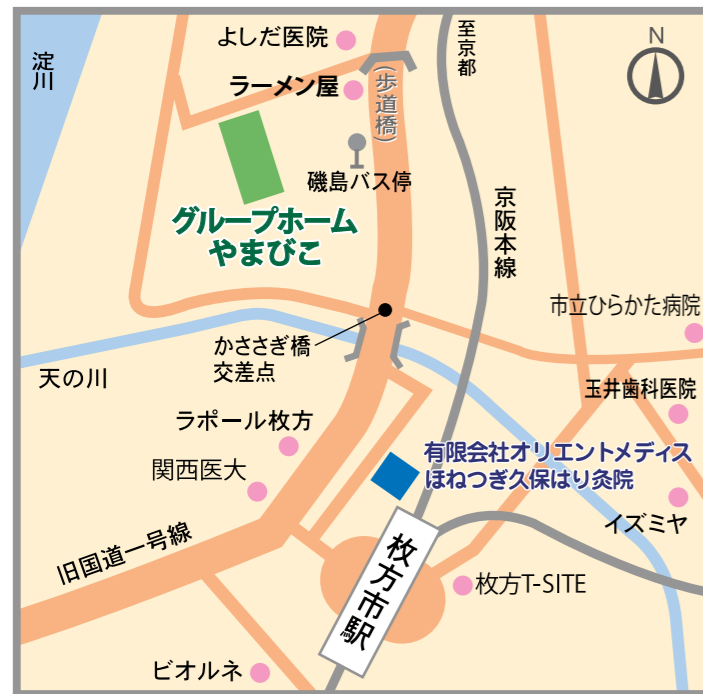 よしだ医院
至京都
N
淀川
ラーメン屋
(歩道橋)
磯島バス停
グループホーム
やまびこ
京阪本線
市立ひらかた病院
かささぎ橋
交差点
天の川
玉井歯科医院
ラポール枚方
有限会社オリエントメディス
ほねつぎ久保はり灸院
関西医大
イズミヤ
旧国道一号線
枚方市駅
枚方T-SITE
ビオルネ